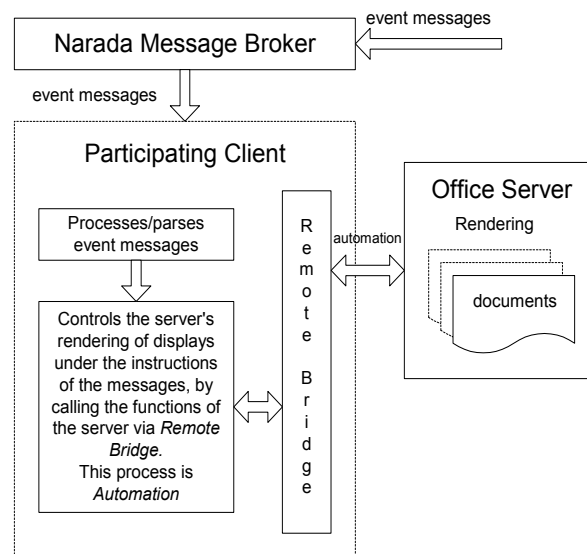 event messages
Narada Message Broker
event messages
Participating Client
Processes/parses
event messages
Controls the server's
rendering of displays
under the instructions
of the messages, by
calling the functions of
the server via Remote
Bridge.
This process is
Automation
Remote Bridge
automation
Office Server
Rendering
documents